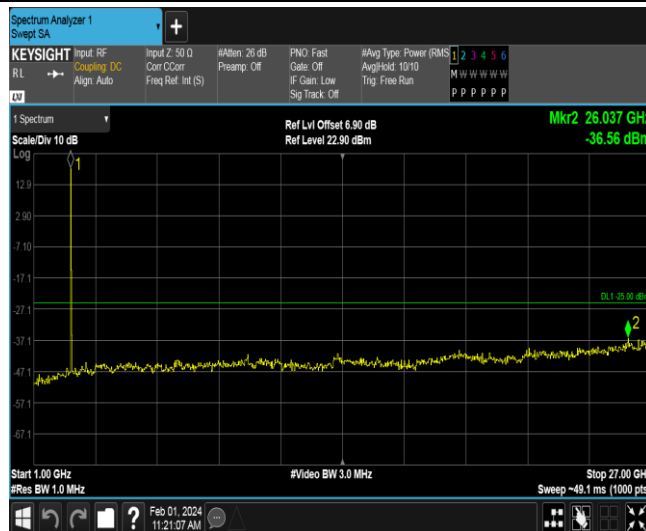 Spectrum Analyzer 1
Swept SA
+
KEYSIGHT
RL
Input: RF
Coupling: DC
Align: Auto
Input Z: 50 Ω
Corr CCorr
Freq Ref: Int (S)
#Atten: 26 dB
Preamp: Off
PNO: Fast
Gate: Off
IF Gain: Low
Sig Track: Off
#Avg Type: Power (RMS
Avg|Hold: 10/10
Trig: Free Run
1 2 3 4 5 6
M W W W W W
P P P P P P
1 Spectrum
Scale/Div 10 dB
Log
Ref Lvl Offset 6.90 dB
Ref Level 22.90 dBm
Mkr2 26.037 GHz
-36.56 dBm
1
12.9
2.90
-7.10
-17.1
DL1 -25.00 dBm
-27.1
2
-37.1
-47.1
-57.1
-67.1
Start 1.00 GHz
#Res BW 1.0 MHz
#Video BW 3.0 MHz
Stop 27.00 GHz
Sweep ~49.1 ms (1000 pts
?
Feb 01, 2024
11:21:07 AM